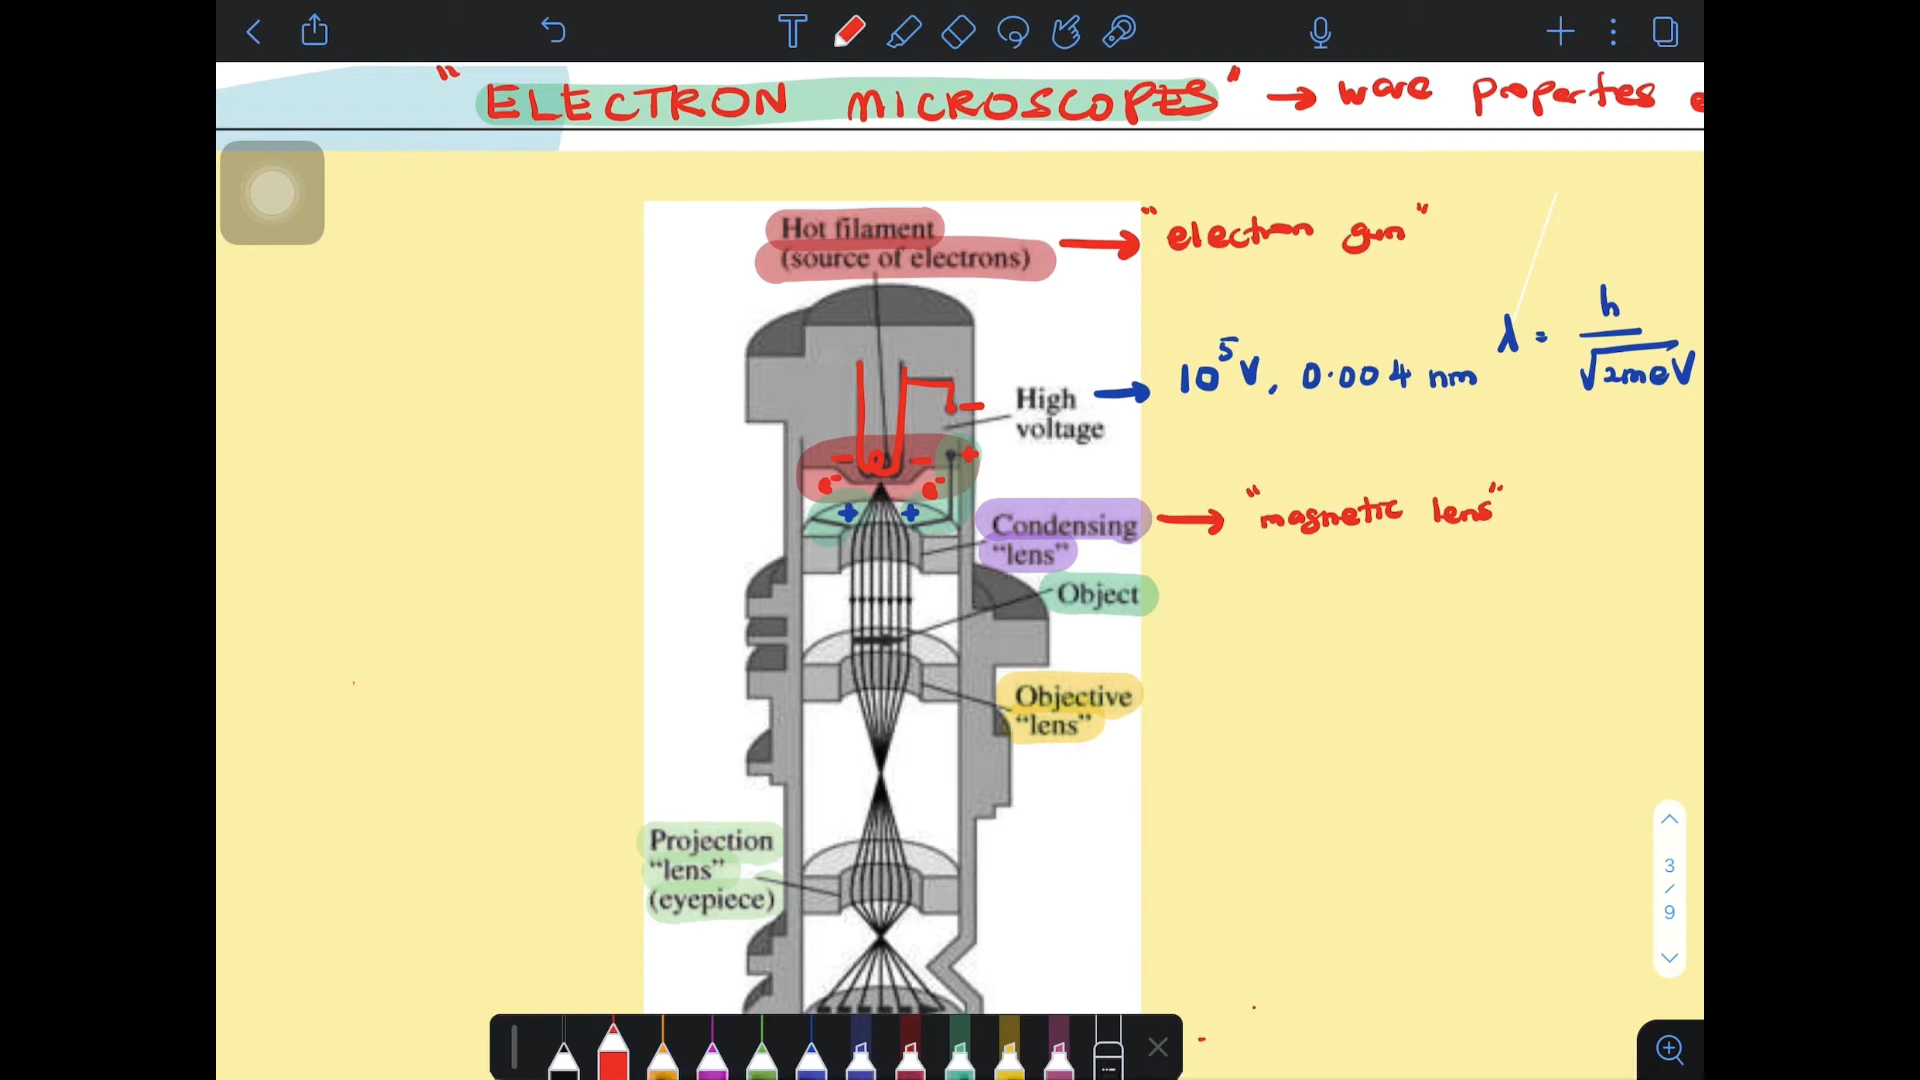 "ELECTRON MICROSCOPES" → wave properties
Hot filament
(source of electrons)
→ "electron gun"
λ = h
√2meV
→ 10⁵ V, 0.004 nm
High
voltage
-
- -
+
e⁻ e⁻
+ +
Condensing
"lens"
→ "magnetic lens"
Object
Objective
"lens"
Projection
"lens"
(eyepiece)
3
/
9